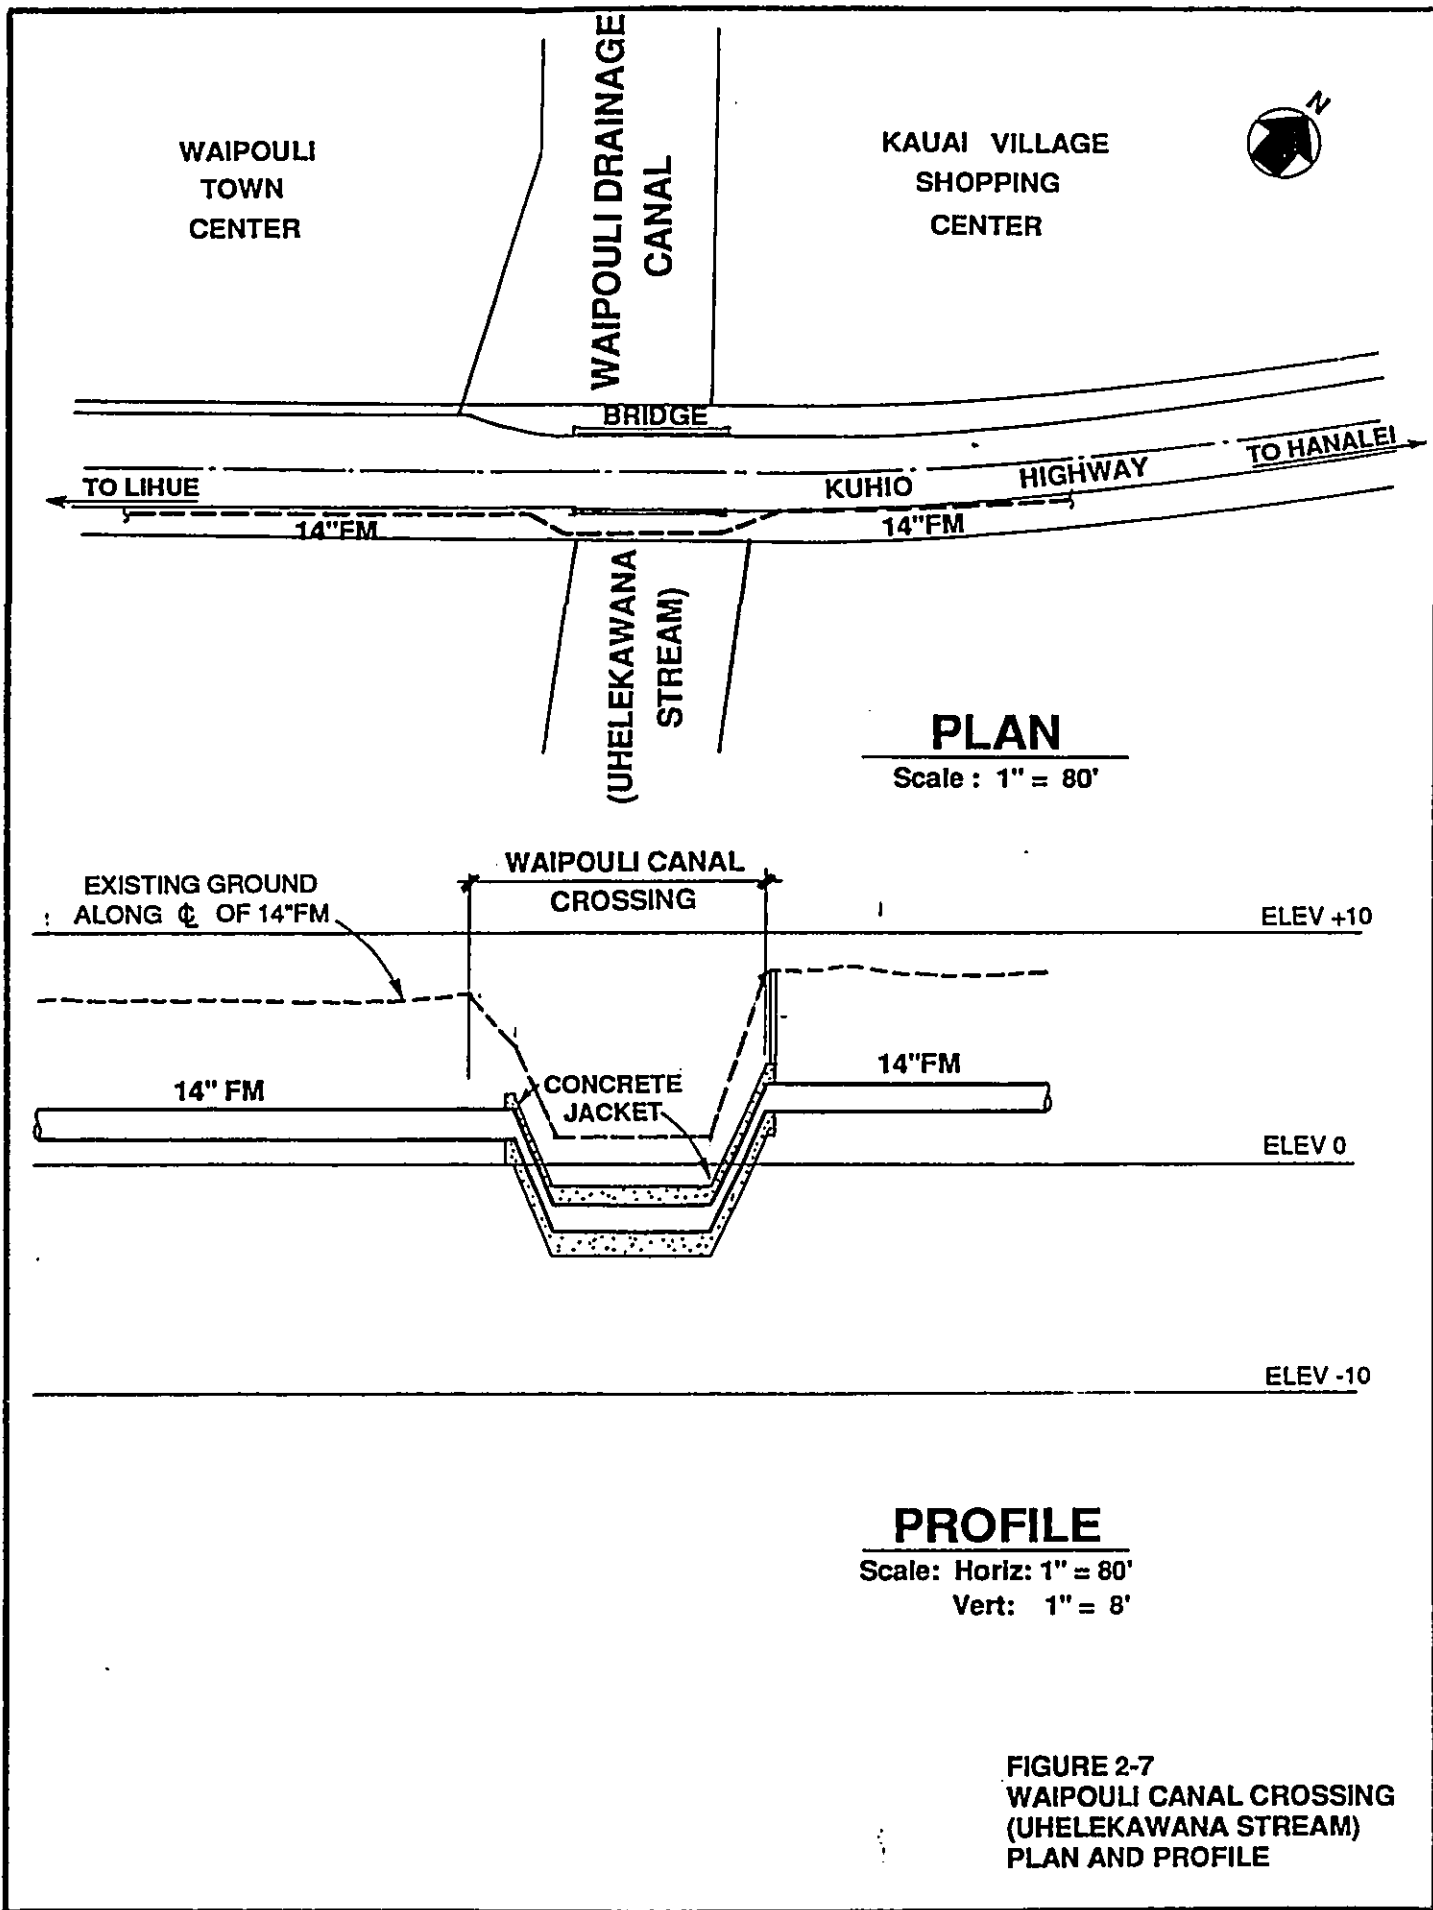 WAIPOULI
TOWN
CENTER
WAIPOULI DRAINAGE
CANAL
KAUAI VILLAGE
SHOPPING
CENTER
N
BRIDGE
TO LIHUE
KUHIO HIGHWAY
TO HANALEI
14"FM
14"FM
(UHELEKAWANA
STREAM)
PLAN
Scale : 1" = 80'
WAIPOULI CANAL
CROSSING
EXISTING GROUND
ALONG ℄ OF 14"FM
ELEV +10
14" FM
14"FM
CONCRETE
JACKET
ELEV 0
ELEV -10
PROFILE
Scale: Horiz: 1" = 80'
Vert: 1" = 8'
FIGURE 2-7
WAIPOULI CANAL CROSSING
(UHELEKAWANA STREAM)
PLAN AND PROFILE